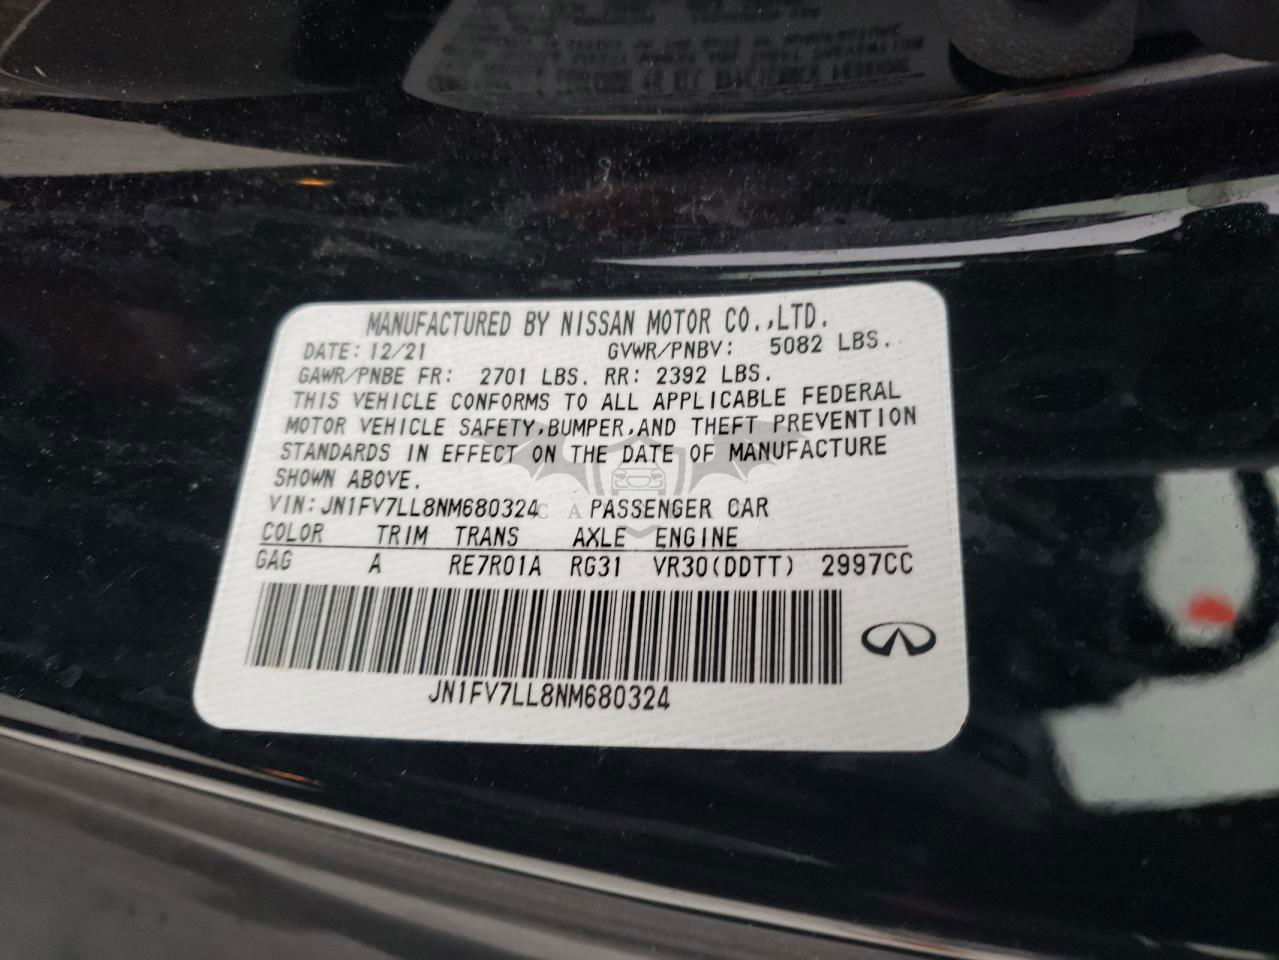 MANUFACTURED BY NISSAN MOTOR CO.,LTD.
DATE: 12/21 GVWR/PNBV: 5082 LBS.
GAWR/PNBE FR: 2701 LBS. RR: 2392 LBS.
THIS VEHICLE CONFORMS TO ALL APPLICABLE FEDERAL
MOTOR VEHICLE SAFETY,BUMPER,AND THEFT PREVENTION
STANDARDS IN EFFECT ON THE DATE OF MANUFACTURE
SHOWN ABOVE.
VIN: JN1FV7LL8NM680324 PASSENGER CAR
COLOR TRIM TRANS AXLE ENGINE
GAG A RE7R01A RG31 VR30(DDTT) 2997CC
JN1FV7LL8NM680324